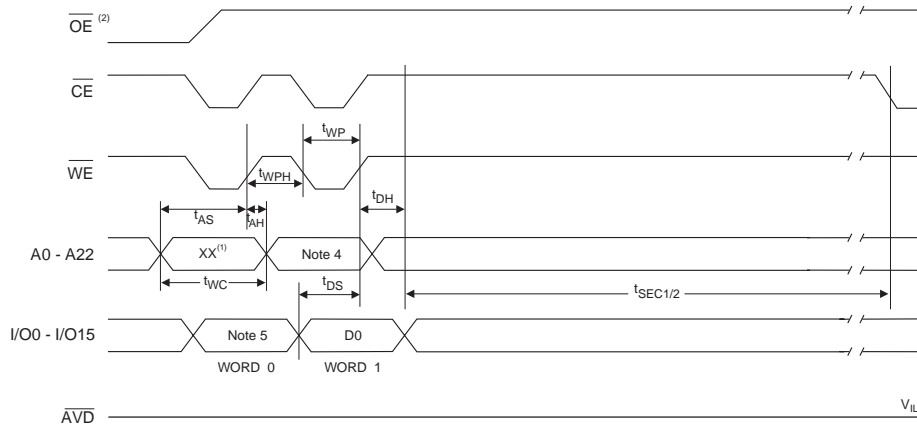 OE (2)
CE
tWP
WE
tWPH
tDH
tAS
tAH
A0 - A22
XX(1)
Note 4
tWC
tDS
tSEC1/2
I/O0 - I/O15
Note 5
D0
WORD 0
WORD 1
VIL
AVD